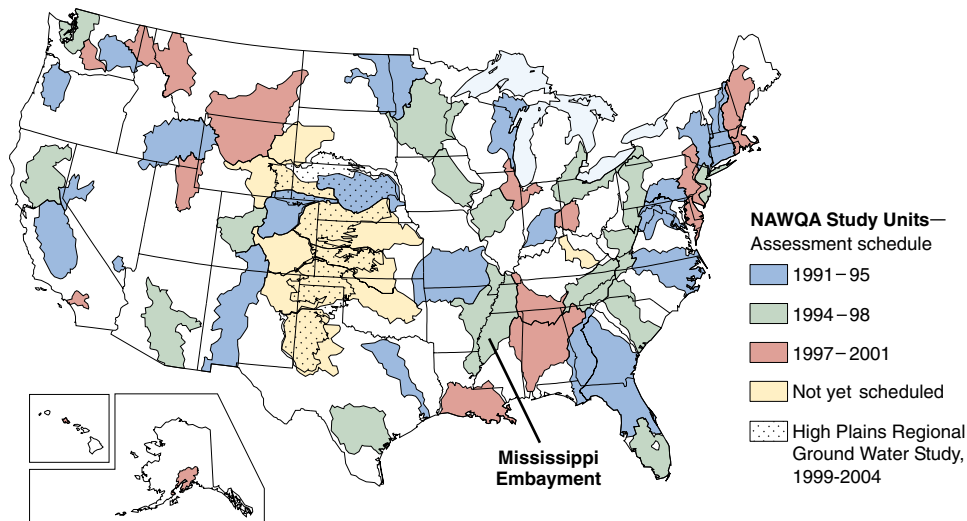 NAWQA Study Units—
Assessment schedule
1991–95
1994–98
1997–2001
Not yet scheduled
High Plains Regional
Ground Water Study,
1999-2004
Mississippi
Embayment